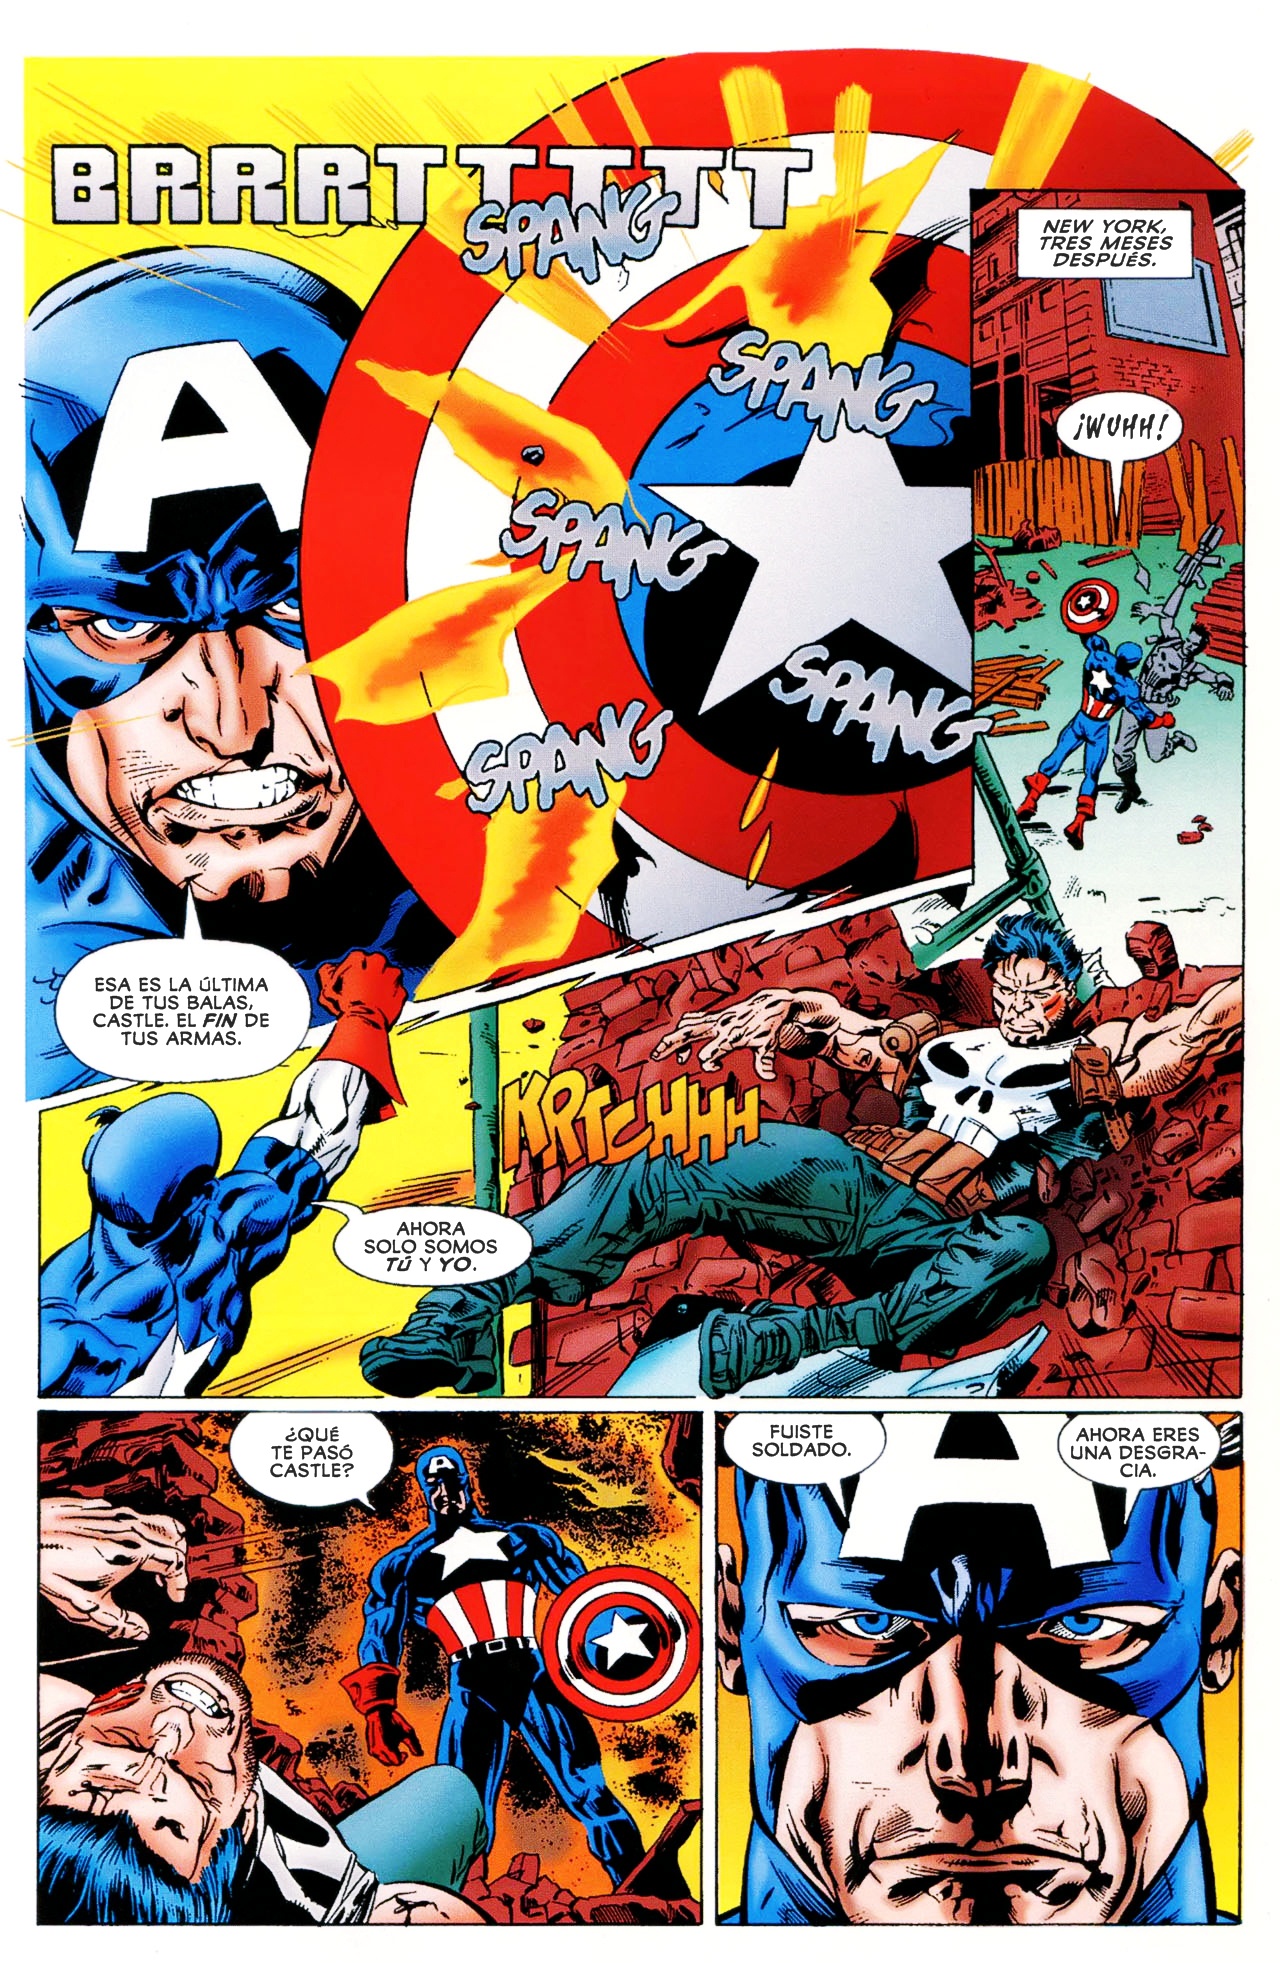 BRRRTTTTTT
SPANG
SPANG
SPANG
SPANG
SPANG
A
ESA ES LA ÚLTIMA
DE TUS BALAS,
CASTLE. EL FIN DE
TUS ARMAS.
NEW YORK,
TRES MESES
DESPUÉS.
¡WUHH!
KRTCHHH
AHORA
SOLO SOMOS
TÚ Y YO.
¿QUÉ
TE PASÓ
CASTLE?
A
FUISTE
SOLDADO.
A
AHORA ERES
UNA DESGRA-
CIA.